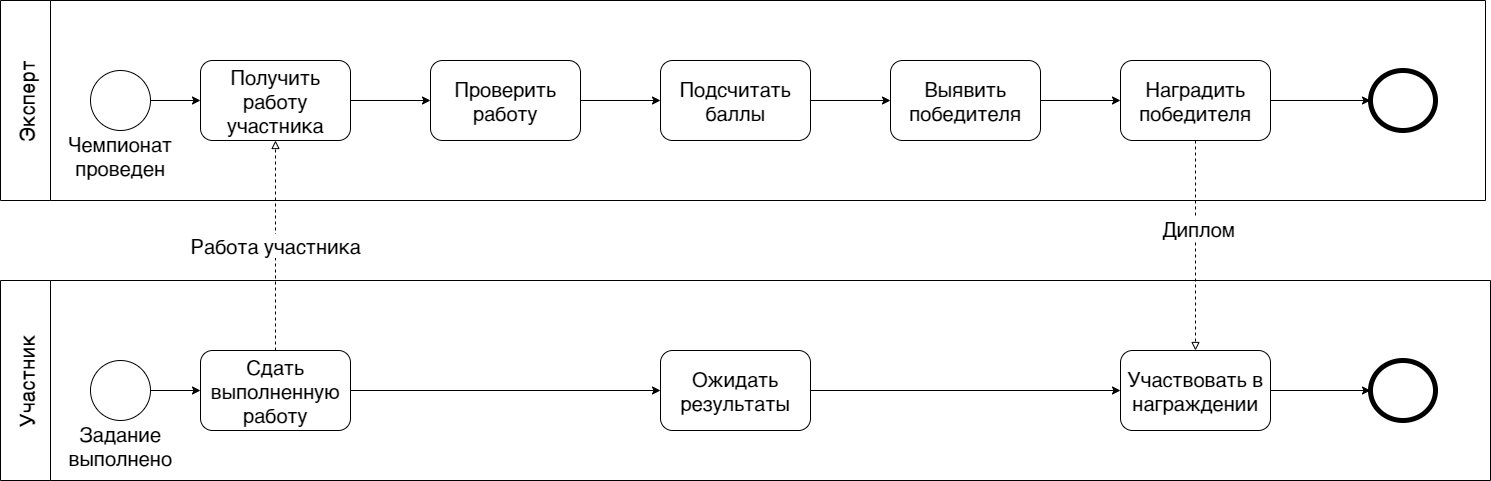 Эксперт
Чемпионат
проведен
Получить
работу
участника
Проверить
работу
Подсчитать
баллы
Выявить
победителя
Наградить
победителя
Работа участника
Диплом
Участник
Задание
выполнено
Сдать
выполненную
работу
Ожидать
результаты
Участвовать в
награждении